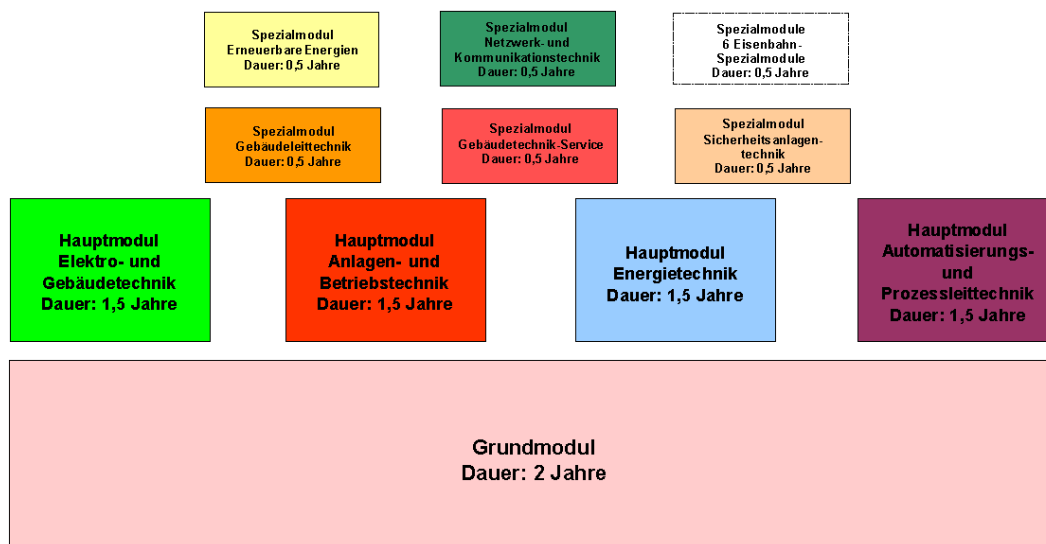 Spezialmodul
Erneuerbare Energien
Dauer: 0,5 Jahre
Spezialmodul
Netzwerk- und
Kommunikationstechnik
Dauer: 0,5 Jahre
Spezialmodule
6 Eisenbahn-
Spezialmodule
Dauer: 0,5 Jahre
Spezialmodul
Gebäudeleittechnik
Dauer: 0,5 Jahre
Spezialmodul
Gebäudetechnik-Service
Dauer: 0,5 Jahre
Spezialmodul
Sicherheitsanlagen-
technik
Dauer: 0,5 Jahre
Hauptmodul
Elektro- und
Gebäudetechnik
Dauer: 1,5 Jahre
Hauptmodul
Anlagen- und
Betriebstechnik
Dauer: 1,5 Jahre
Hauptmodul
Energietechnik
Dauer: 1,5 Jahre
Hauptmodul
Automatisierungs-
und
Prozessleittechnik
Dauer: 1,5 Jahre
Grundmodul
Dauer: 2 Jahre